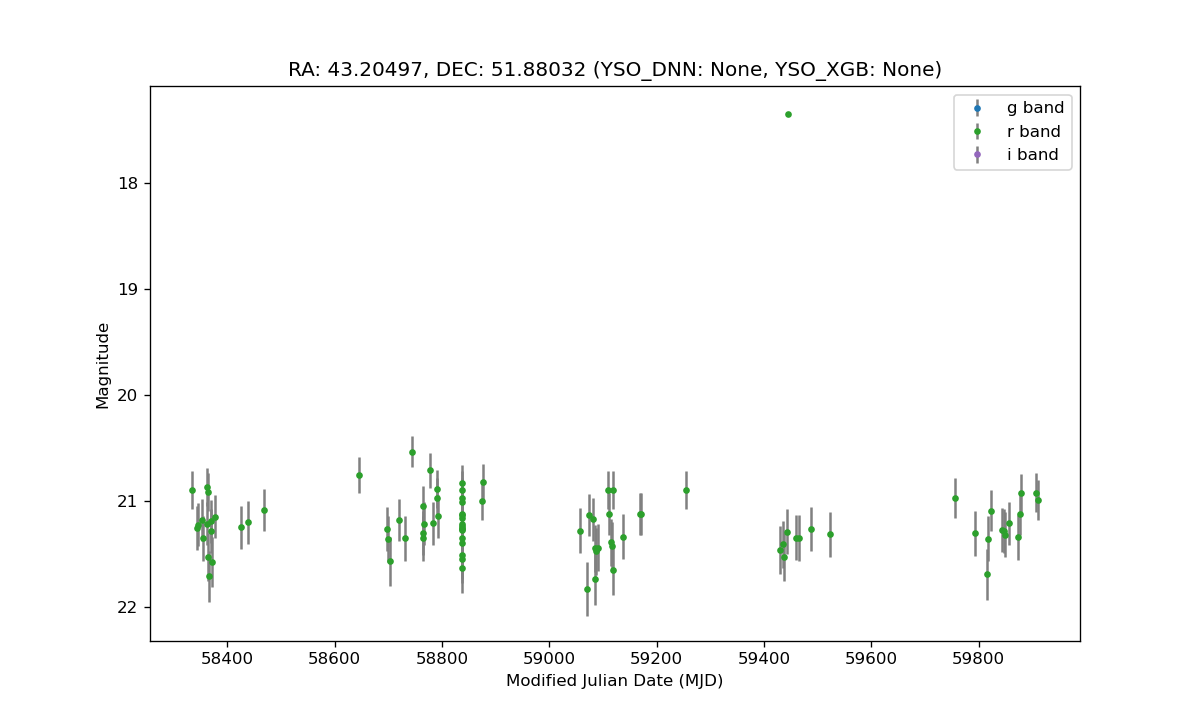 RA: 43.20497, DEC: 51.88032 (YSO_DNN: None, YSO_XGB: None)
g band
r band
i band
18
19
20
21
22
Magnitude
58400 58600 58800 59000 59200 59400 59600 59800
Modified Julian Date (MJD)